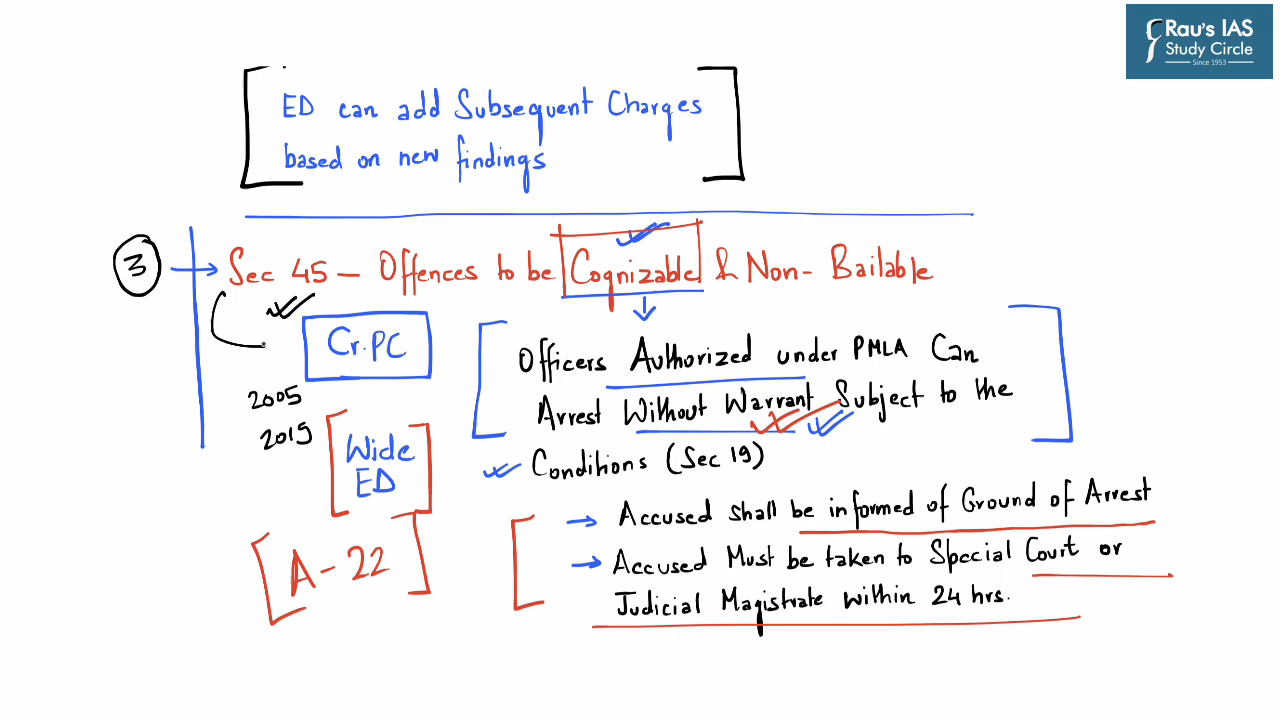 Rau's IAS
Study Circle
Since 1953
ED can add Subsequent Charges
based on new findings
3
Sec 45 – Offences to be Cognizable & Non-Bailable
Cr.PC
2005
2019
Wide
ED
A-22
Officers Authorized under PMLA Can
Arrest Without Warrant Subject to the
Conditions (Sec 19)
→ Accused shall be informed of Ground of Arrest
→ Accused Must be taken to Special Court or
Judicial Magistrate within 24 hrs.